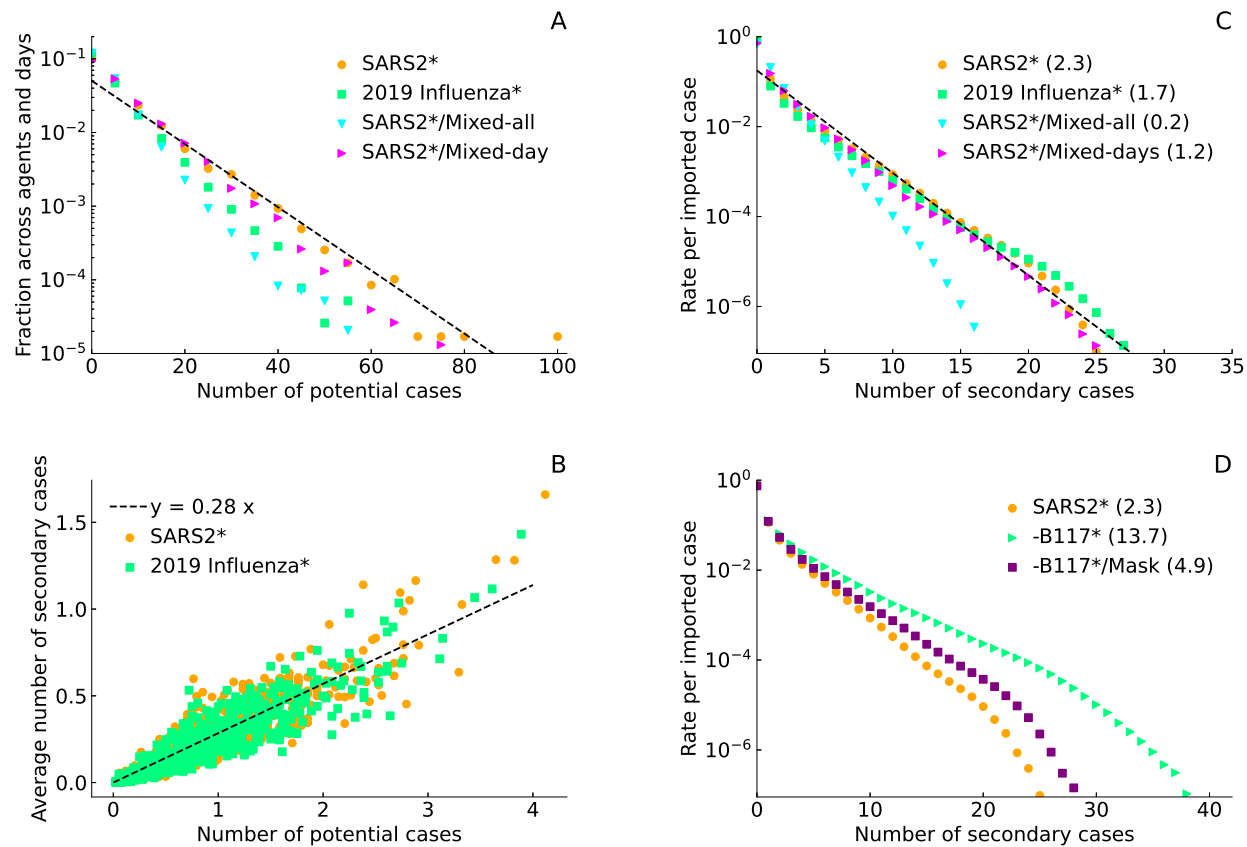 A
Fraction across agents and days
10^-1
10^-2
10^-3
10^-4
10^-5
SARS2*
2019 Influenza*
SARS2*/Mixed-all
SARS2*/Mixed-day
0 20 40 60 80 100
Number of potential cases
C
Rate per imported case
10^0
10^-2
10^-4
10^-6
SARS2* (2.3)
2019 Influenza* (1.7)
SARS2*/Mixed-all (0.2)
SARS2*/Mixed-days (1.2)
0 5 10 15 20 25 30 35
Number of secondary cases
B
Average number of secondary cases
1.5
1.0
0.5
0.0
y = 0.28 x
SARS2*
2019 Influenza*
0 1 2 3 4
Number of potential cases
D
Rate per imported case
10^0
10^-2
10^-4
10^-6
SARS2* (2.3)
-B117* (13.7)
-B117*/Mask (4.9)
0 10 20 30 40
Number of secondary cases